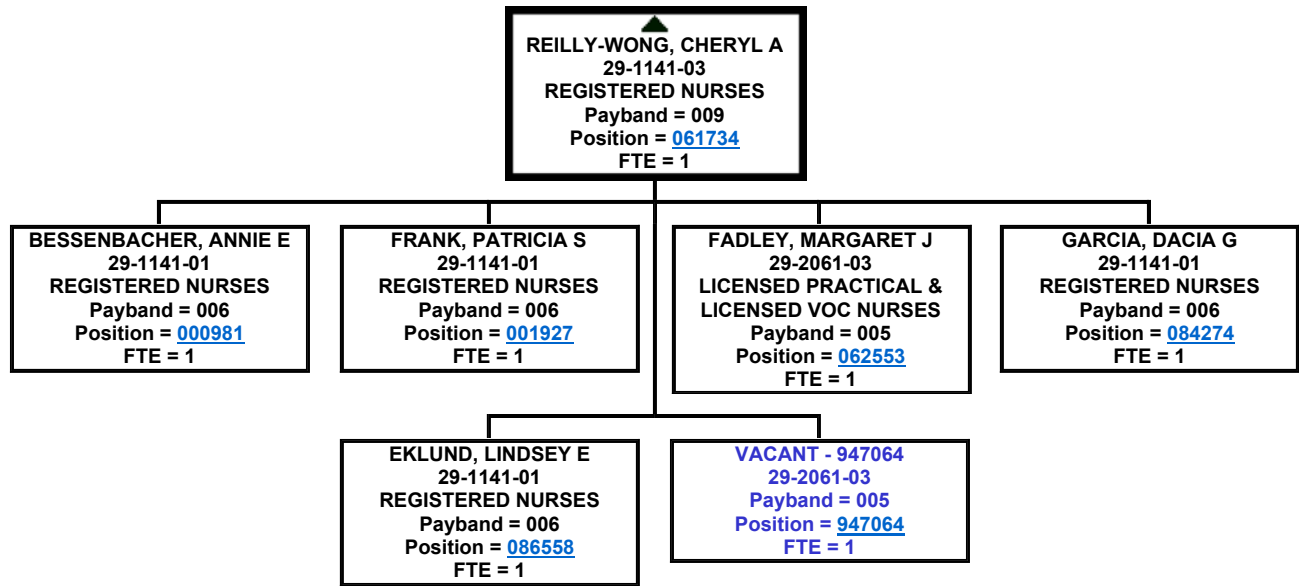 REILLY-WONG, CHERYL A
29-1141-03
REGISTERED NURSES
Payband = 009
Position = 061734
FTE = 1
BESSENBACHER, ANNIE E
29-1141-01
REGISTERED NURSES
Payband = 006
Position = 000981
FTE = 1
FRANK, PATRICIA S
29-1141-01
REGISTERED NURSES
Payband = 006
Position = 001927
FTE = 1
FADLEY, MARGARET J
29-2061-03
LICENSED PRACTICAL &
LICENSED VOC NURSES
Payband = 005
Position = 062553
FTE = 1
GARCIA, DACIA G
29-1141-01
REGISTERED NURSES
Payband = 006
Position = 084274
FTE = 1
EKLUND, LINDSEY E
29-1141-01
REGISTERED NURSES
Payband = 006
Position = 086558
FTE = 1
VACANT - 947064
29-2061-03
Payband = 005
Position = 947064
FTE = 1